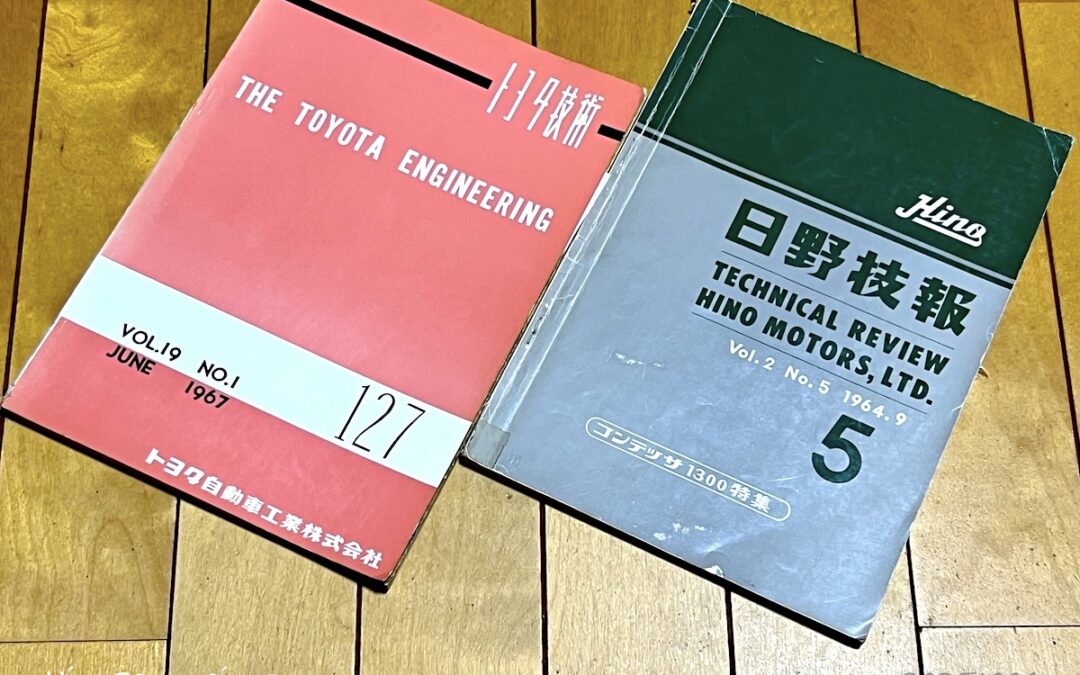 トヨタ技術
THE TOYOTA ENGINEERING
VOL.19 NO.1
JUNE 1967
127
トヨタ自動車工業株式会社
Hino
日野技報
TECHNICAL REVIEW
HINO MOTORS, LTD.
Vol. 2 No. 5 1964. 9
5
コンテッサ1300特集